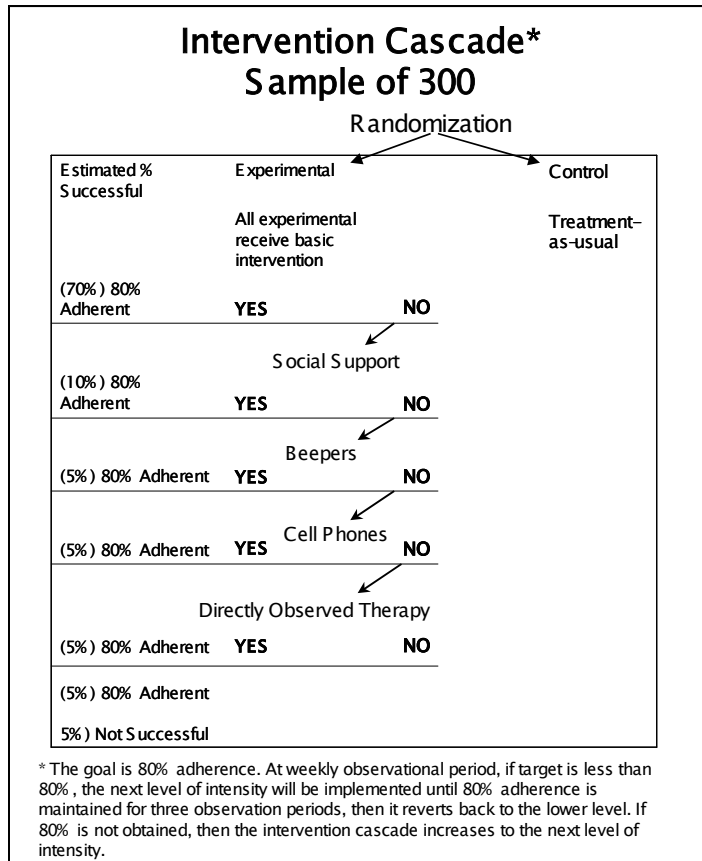 Intervention Cascade*
Sample of 300
Randomization
Estimated % Experimental Control
Successful
All experimental Treatment-
receive basic as-usual
intervention
(70%) 80%
Adherent YES NO
Social Support
(10%) 80%
Adherent YES NO
Beepers
(5%) 80% Adherent YES NO
Cell Phones
(5%) 80% Adherent YES NO
Directly Observed Therapy
(5%) 80% Adherent YES NO
(5%) 80% Adherent
5%) Not Successful
* The goal is 80% adherence. At weekly observational period, if target is less than
80%, the next level of intensity will be implemented until 80% adherence is
maintained for three observation periods, then it reverts back to the lower level. If
80% is not obtained, then the intervention cascade increases to the next level of
intensity.